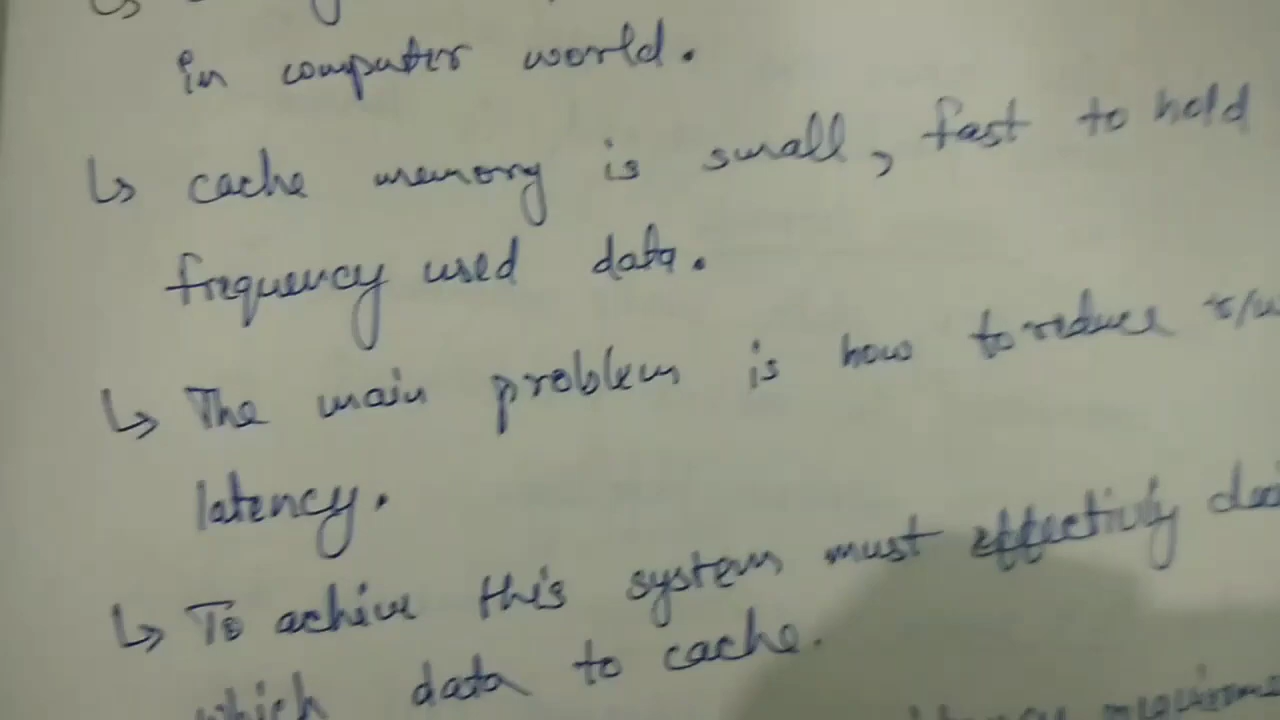 in computer world.
↳ cache memory is small, fast to hold
frequency used data.
↳ The main problem is how to reduce
latency.
↳ To achive this system must effectivly
which data to cache.